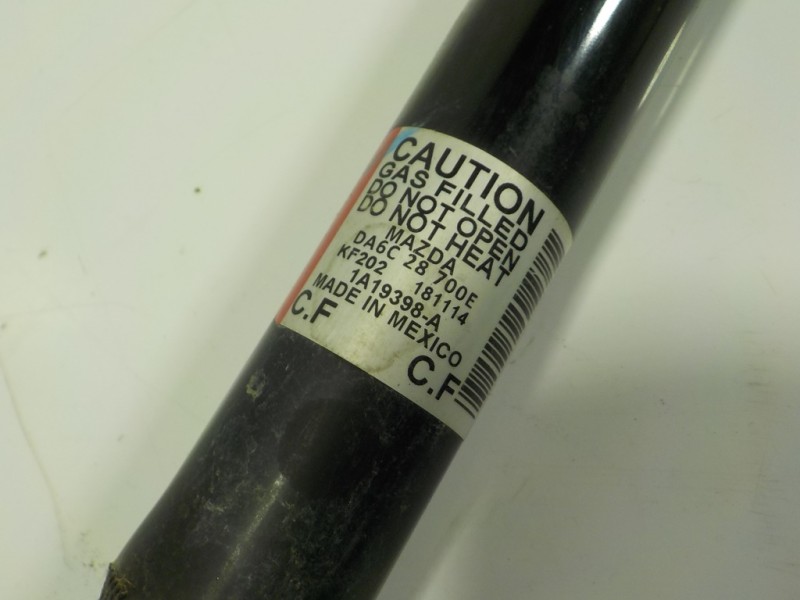 CAUTION
GAS FILLED
DO NOT OPEN
DO NOT HEAT
MAZDA
DA6C 28 700E
KF202 181114
1A19398-A
MADE IN MEXICO
C.F C.F